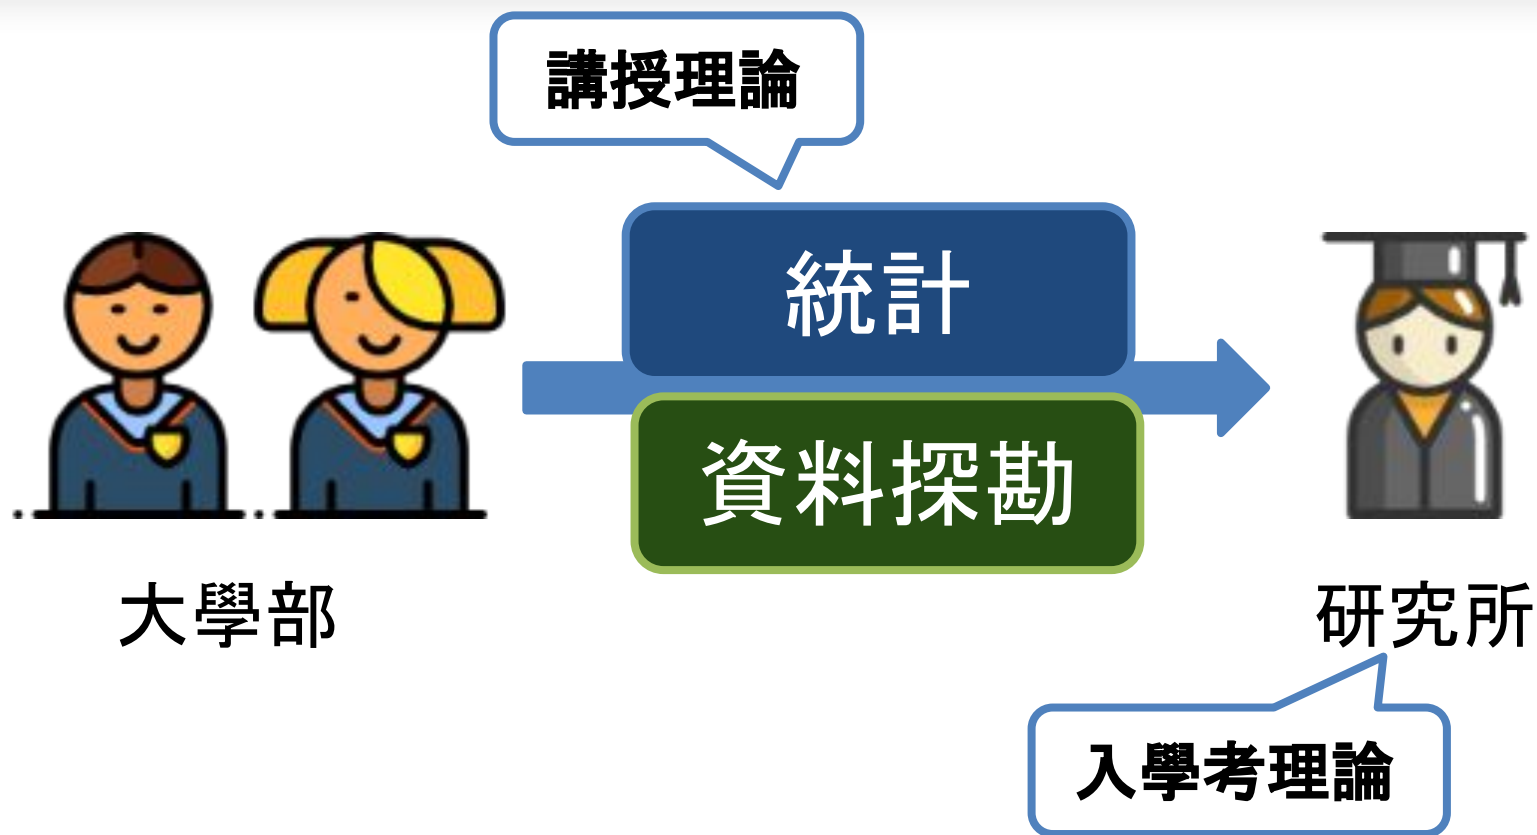 講授理論
統計
資料探勘
大學部
研究所
入學考理論